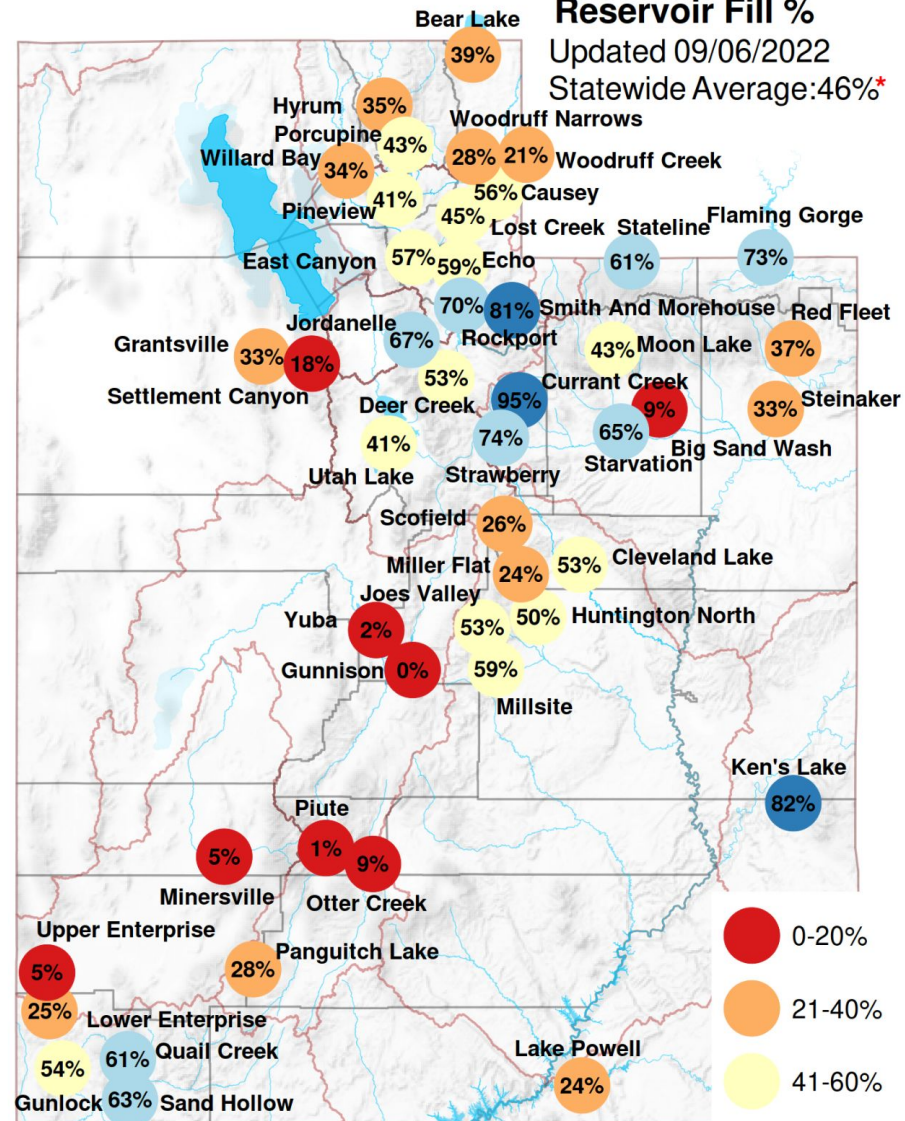 Reservoir Fill %
Updated 09/06/2022
Statewide Average:46%*
Bear Lake
39%
Hyrum
35%
Porcupine
43%
Woodruff Narrows
28%
21%
Woodruff Creek
Willard Bay
34%
Pineview
41%
56%
Causey
45%
Lost Creek
Stateline
61%
Flaming Gorge
73%
East Canyon
57%
59%
Echo
70%
Rockport
81%
Smith And Morehouse
Jordanelle
67%
Grantsville
33%
18%
Settlement Canyon
43%
Moon Lake
Red Fleet
37%
53%
Deer Creek
Currant Creek
95%
9%
Big Sand Wash
33%
Steinaker
41%
Utah Lake
74%
Strawberry
65%
Starvation
Scofield
26%
Miller Flat
24%
53%
Cleveland Lake
Joes Valley
53%
50%
Huntington North
Yuba
2%
Gunnison
0%
59%
Millsite
Ken's Lake
82%
Piute
1%
9%
Otter Creek
5%
Minersville
Upper Enterprise
5%
28%
Panguitch Lake
25%
Lower Enterprise
54%
Gunlock
61%
Quail Creek
63%
Sand Hollow
Lake Powell
24%
0-20%
21-40%
41-60%